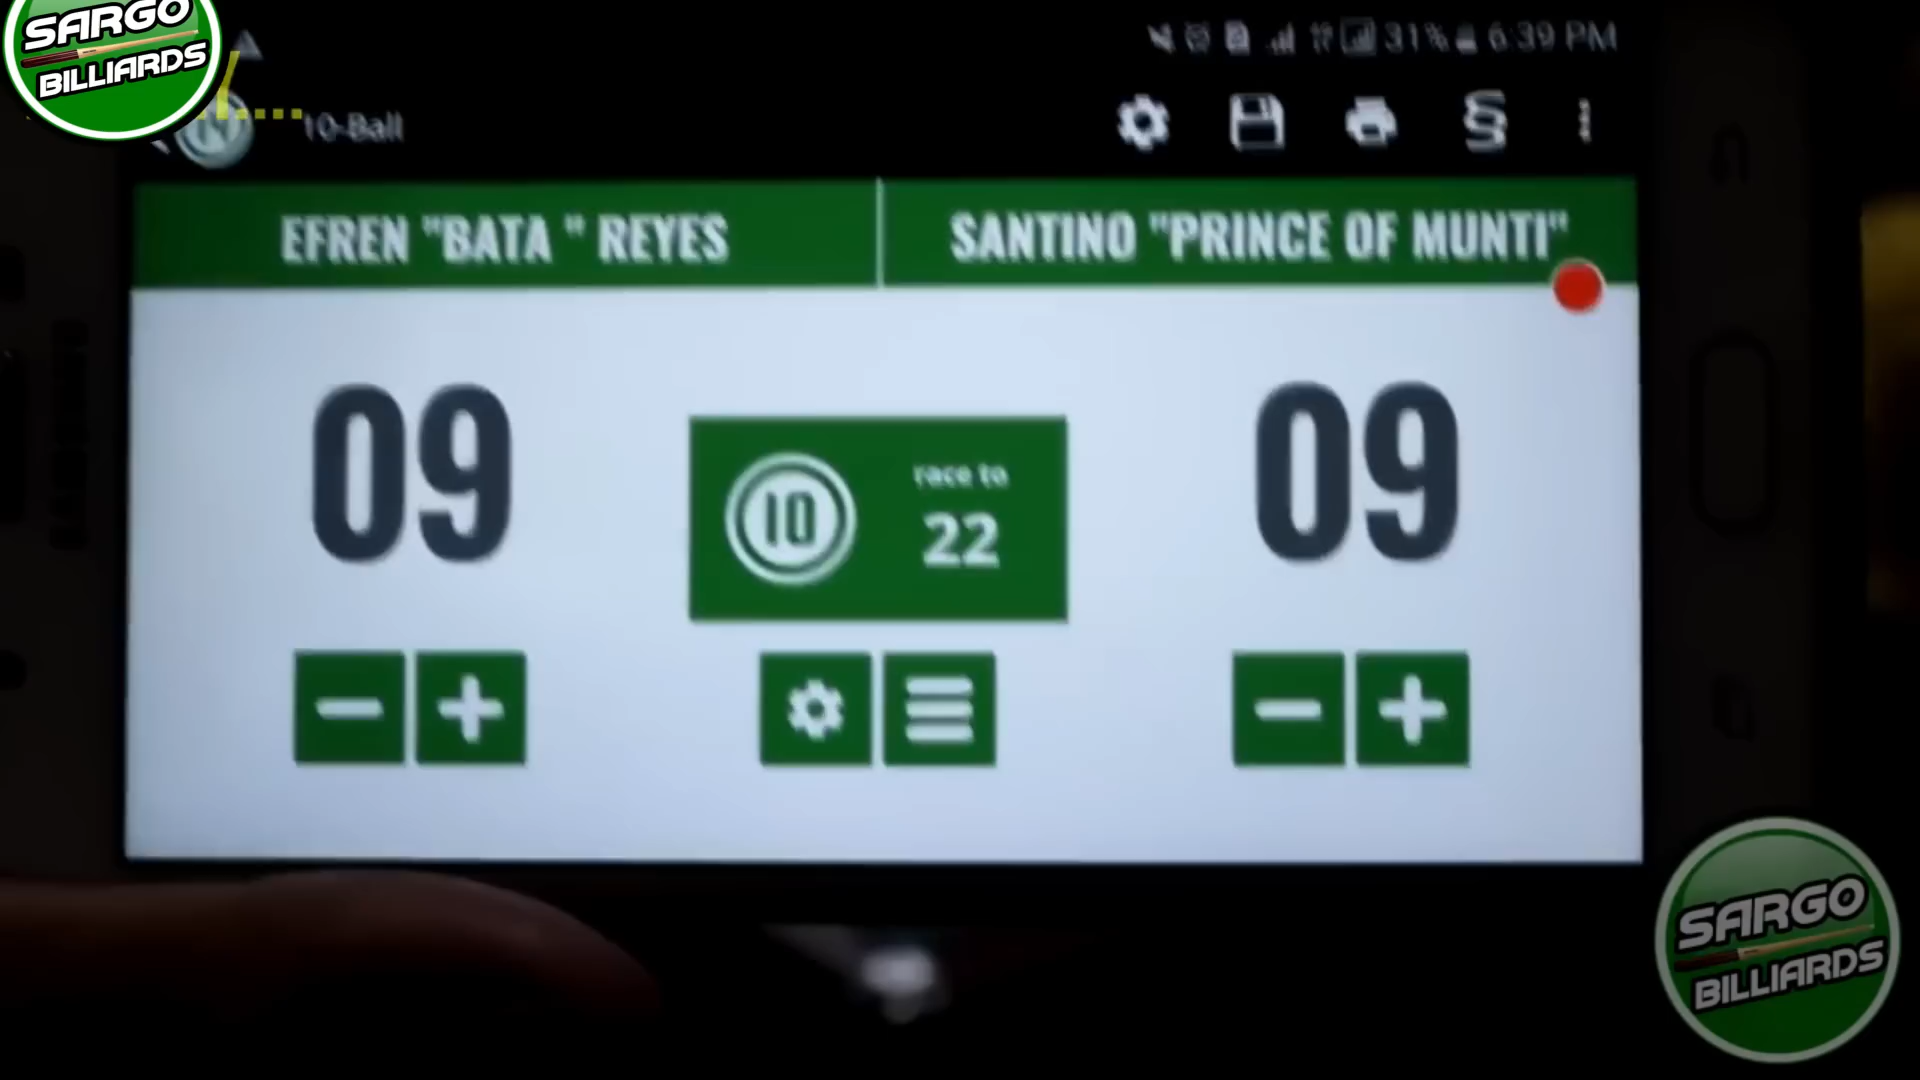 SARGO
BILLIARDS
31% 6:39 PM
10-Ball
EFREN "BATA " REYES
SANTINO "PRINCE OF MUNTI"
09
10
race to
22
09
SARGO
BILLIARDS